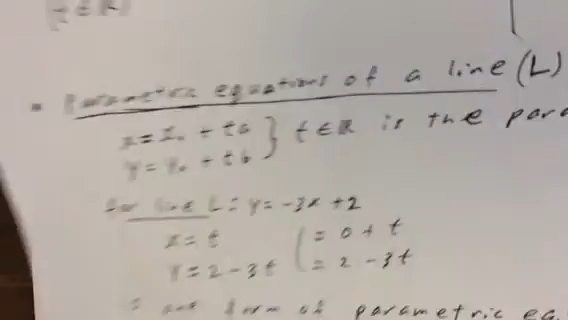 (t ∈ R)
• Parametric equations of a line (L)
x = x₀ + ta
y = y₀ + tb } t ∈ R is the para
for line L: y = -3x + 2
x = t ( = 0 + t
y = 2 - 3t ( = 2 - 3t
form of parametric eq.